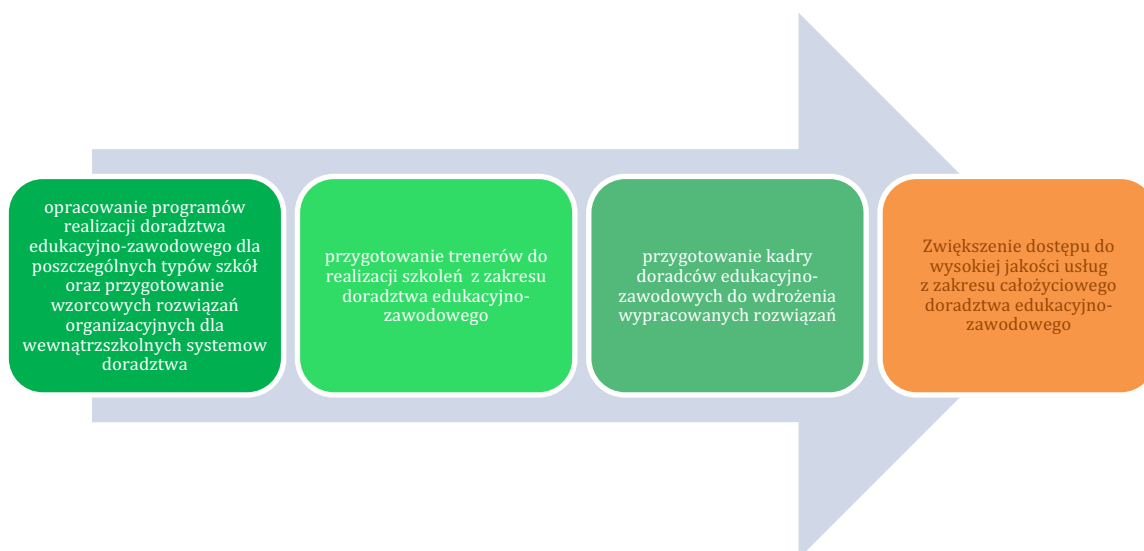 opracowanie programów
realizacji doradztwa
edukacyjno-zawodowego dla
poszczególnych typów szkół
oraz przygotowanie
wzorcowych rozwiązań
organizacyjnych dla
wewnątrzszkolnych systemow
doradztwa
przygotowanie trenerów do
realizacji szkoleń z zakresu
doradztwa edukacyjno-
zawodowego
przygotowanie kadry
doradców edukacyjno-
zawodowych do wdrożenia
wypracowanych rozwiązań
Zwiększenie dostępu do
wysokiej jakości usług
z zakresu całożyciowego
doradztwa edukacyjno-
zawodowego